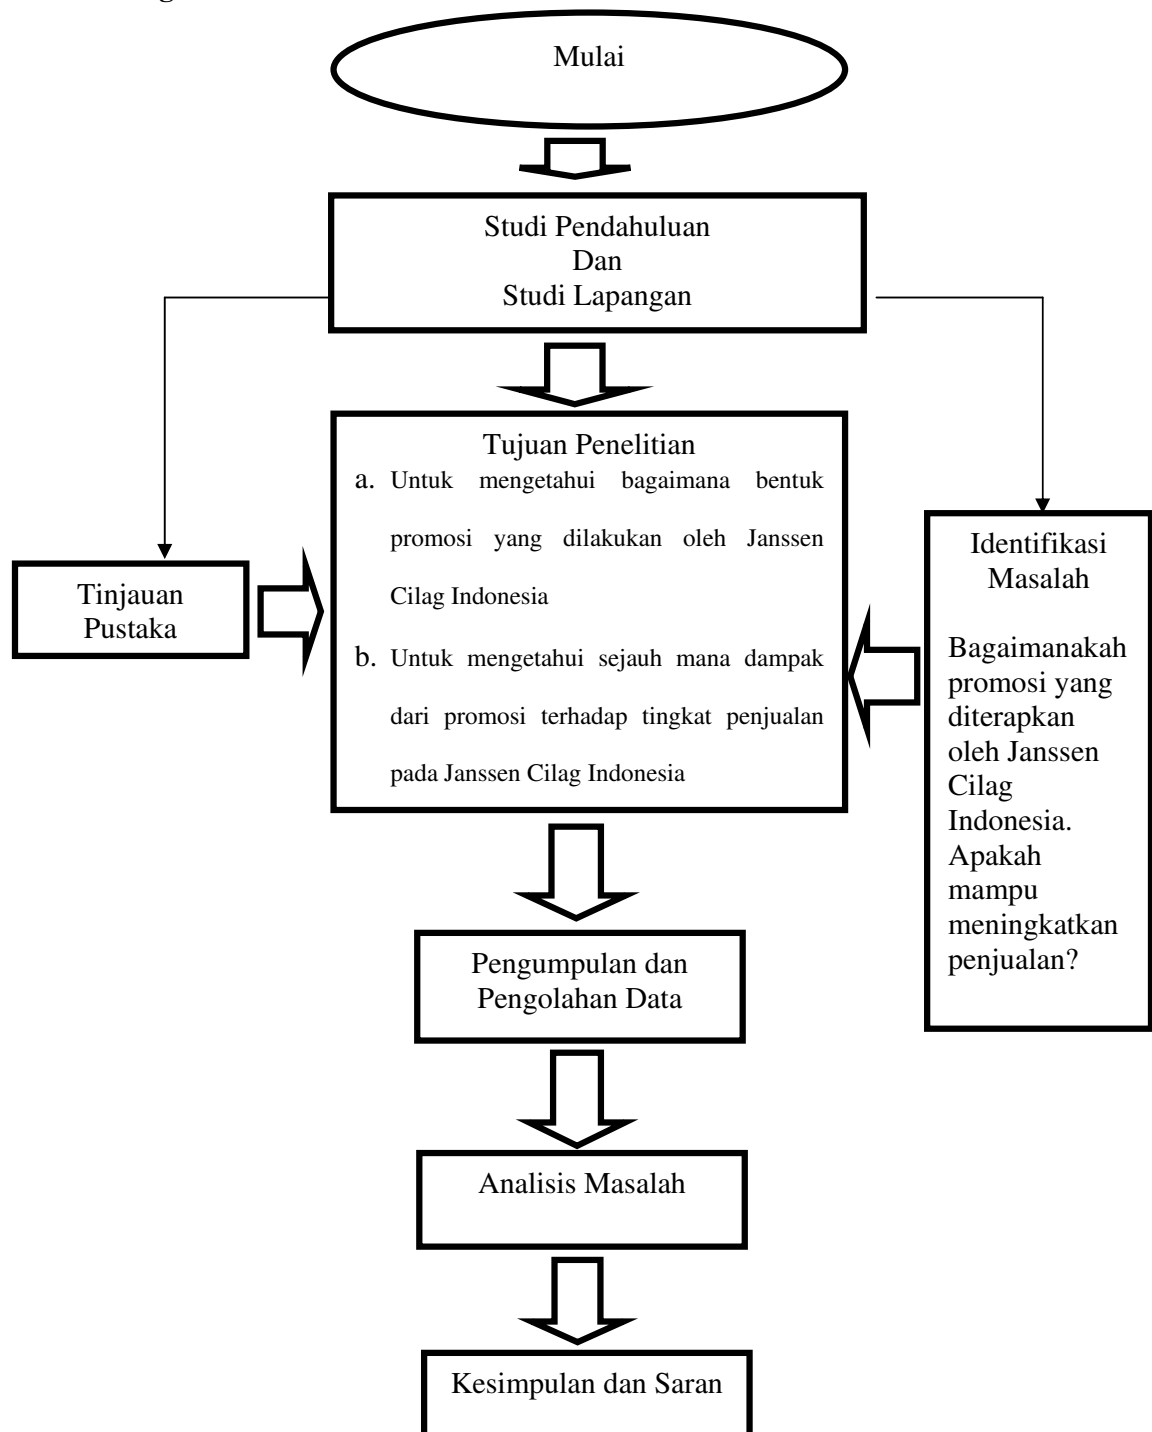 Mulai
Studi Pendahuluan
Dan
Studi Lapangan
Tujuan Penelitian
a. Untuk mengetahui bagaimana bentuk
promosi yang dilakukan oleh Janssen
Cilag Indonesia
b. Untuk mengetahui sejauh mana dampak
dari promosi terhadap tingkat penjualan
pada Janssen Cilag Indonesia
Tinjauan
Pustaka
Identifikasi
Masalah
Bagaimanakah
promosi yang
diterapkan
oleh Janssen
Cilag
Indonesia.
Apakah
mampu
meningkatkan
penjualan?
Pengumpulan dan
Pengolahan Data
Analisis Masalah
Kesimpulan dan Saran